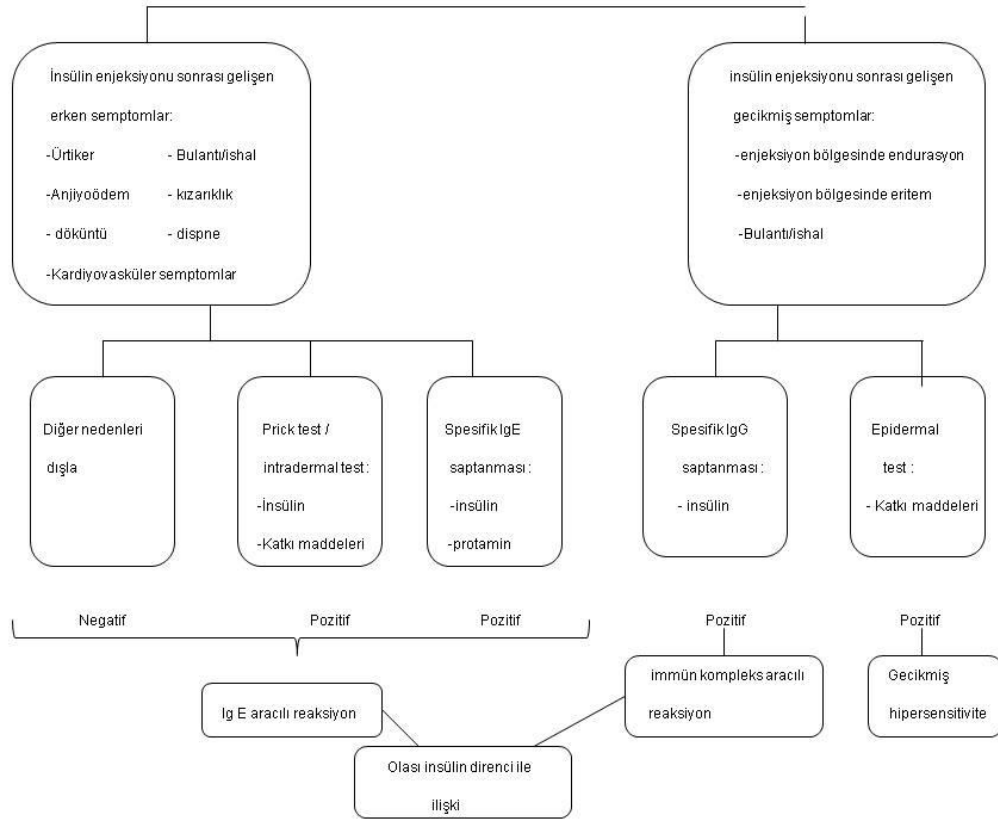 İnsülin enjeksiyonu sonrası gelişen
erken semptomlar:
-Ürtiker - Bulantı/ishal
-Anjiyoödem - kızarıklık
- döküntü - dispne
-Kardiyovasküler semptomlar
insülin enjeksiyonu sonrası gelişen
gecikmiş semptomlar:
-enjeksiyon bölgesinde endurasyon
-enjeksiyon bölgesinde eritem
-Bulantı/ishal
Diğer nedenleri
dışla
Prick test /
intradermal test :
-İnsülin
-Katkı maddeleri
Spesifik IgE
saptanması :
-insülin
-protamin
Spesifik IgG
saptanması :
- insülin
Epidermal
test :
- Katkı maddeleri
Negatif Pozitif Pozitif Pozitif Pozitif
Ig E aracılı reaksiyon
immün kompleks aracılı
reaksiyon
Gecikmiş
hipersensitivite
Olası insülin direnci ile
ilişki